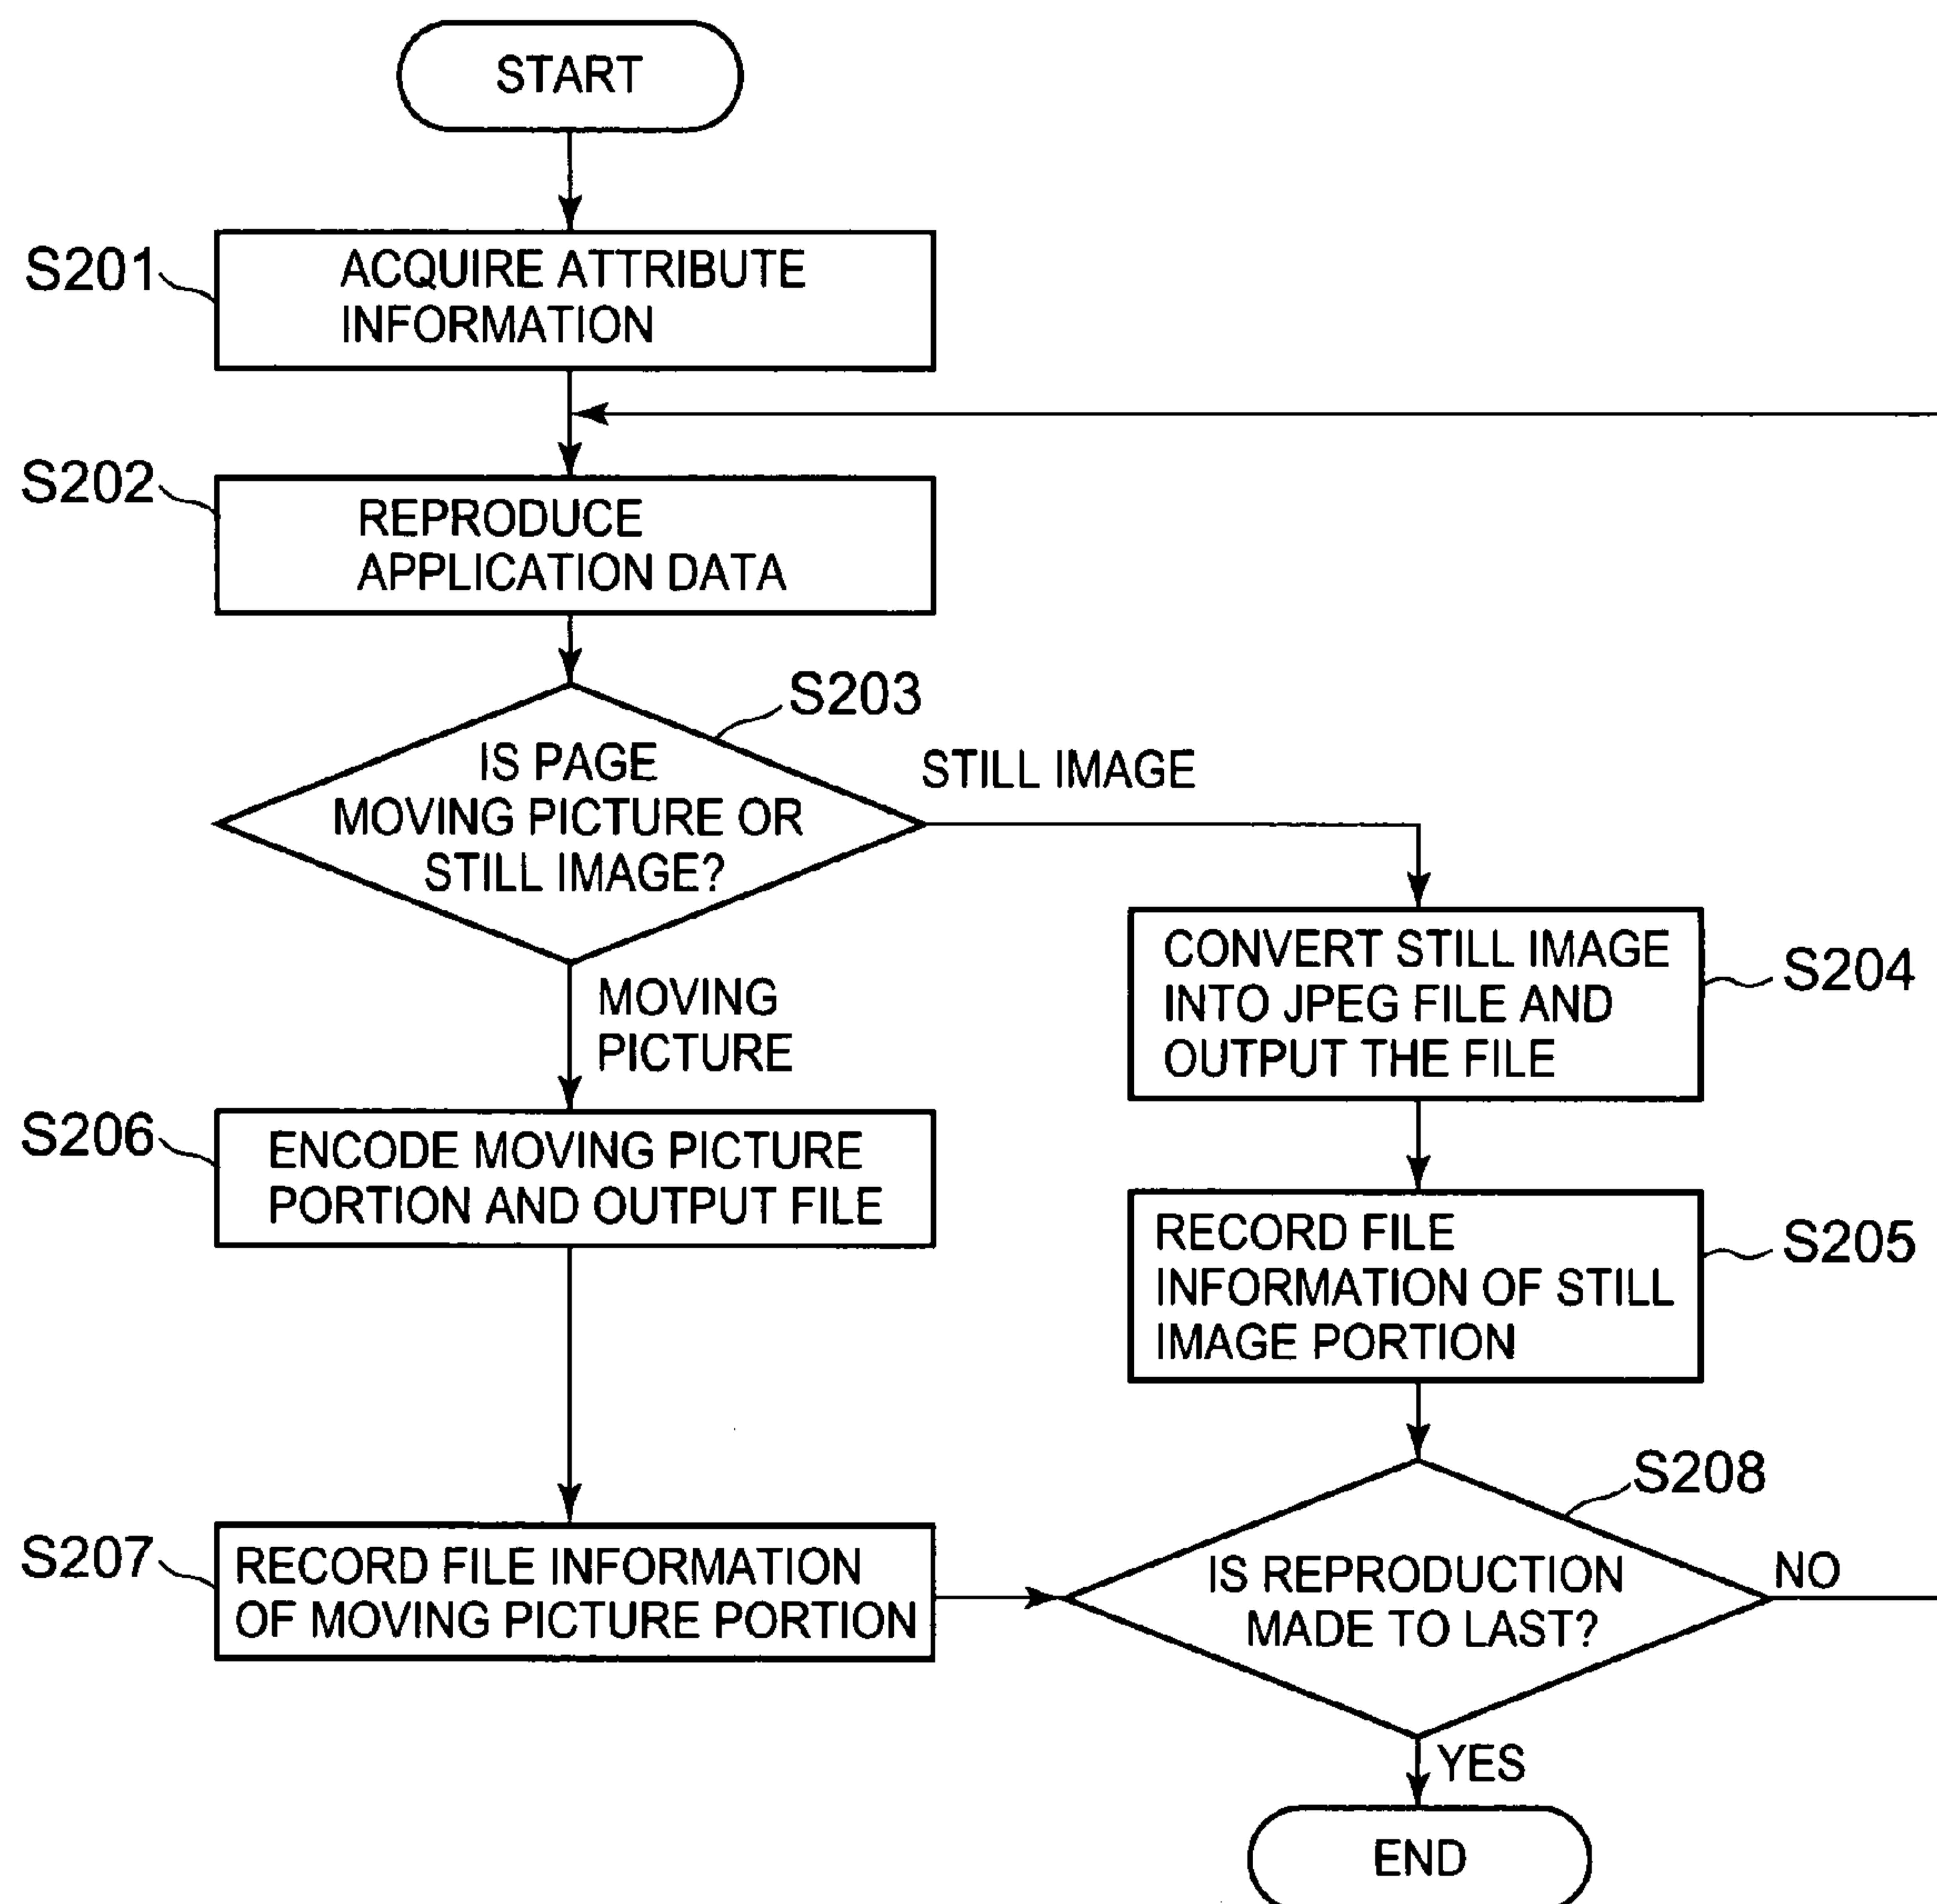 START
S201
ACQUIRE ATTRIBUTE
INFORMATION
S202
REPRODUCE
APPLICATION DATA
S203
IS PAGE
MOVING PICTURE OR
STILL IMAGE?
STILL IMAGE
MOVING
PICTURE
CONVERT STILL IMAGE
INTO JPEG FILE AND
OUTPUT THE FILE
S204
S206
ENCODE MOVING PICTURE
PORTION AND OUTPUT FILE
RECORD FILE
INFORMATION OF STILL
IMAGE PORTION
S205
S207
RECORD FILE INFORMATION
OF MOVING PICTURE PORTION
S208
IS REPRODUCTION
MADE TO LAST?
NO
YES
END